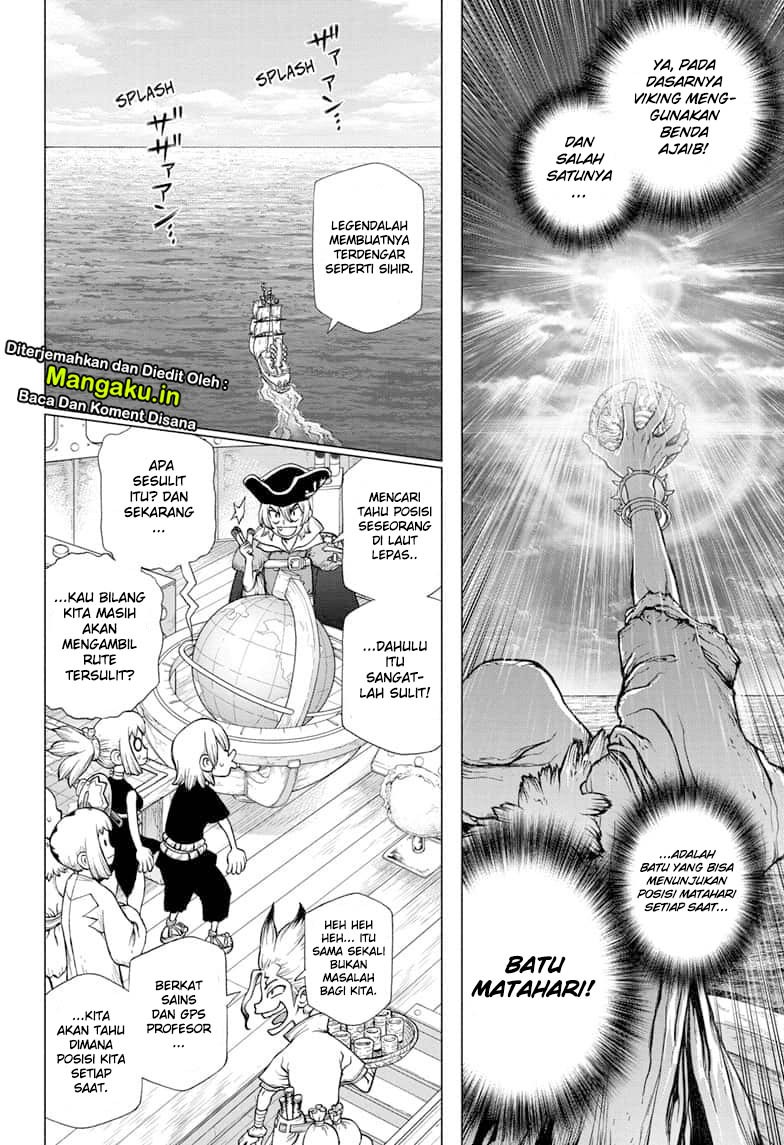 YA, PADA
DASARNYA
VIKING MENG-
GUNAKAN
BENDA
AJAIB!
DAN
SALAH
SATUNYA
...
...ADALAH
BATU YANG BISA
MENUNJUKAN
POSISI MATAHARI
SETIAP SAAT...
BATU
MATAHARI!
ザァアン...
SPLASH
ザザァアン...
SPLASH
LEGENDALAH
MEMBUATNYA
TERDENGAR
SEPERTI SIHIR.
Diterjemahkan dan Diedit Oleh :
Mangaku.in
Baca Dan Koment Disana
MENCARI
TAHU POSISI
SESEORANG
DI LAUT
LEPAS..
...DAHULU
ITU
SANGAT-
LAH SULIT!
APA
SESULIT
ITU? DAN
SEKARANG
...
...KAU BILANG
KITA MASIH
AKAN
MENGAMBIL
RUTE
TERSULIT?
HEH HEH
HEH... ITU
SAMA SEKALI
BUKAN
MASALAH
BAGI KITA.
BERKAT
SAINS
DAN GPS
PROFESOR
...
...KITA
AKAN TAHU
DIMANA
POSISI KITA
SETIAP
SAAT.